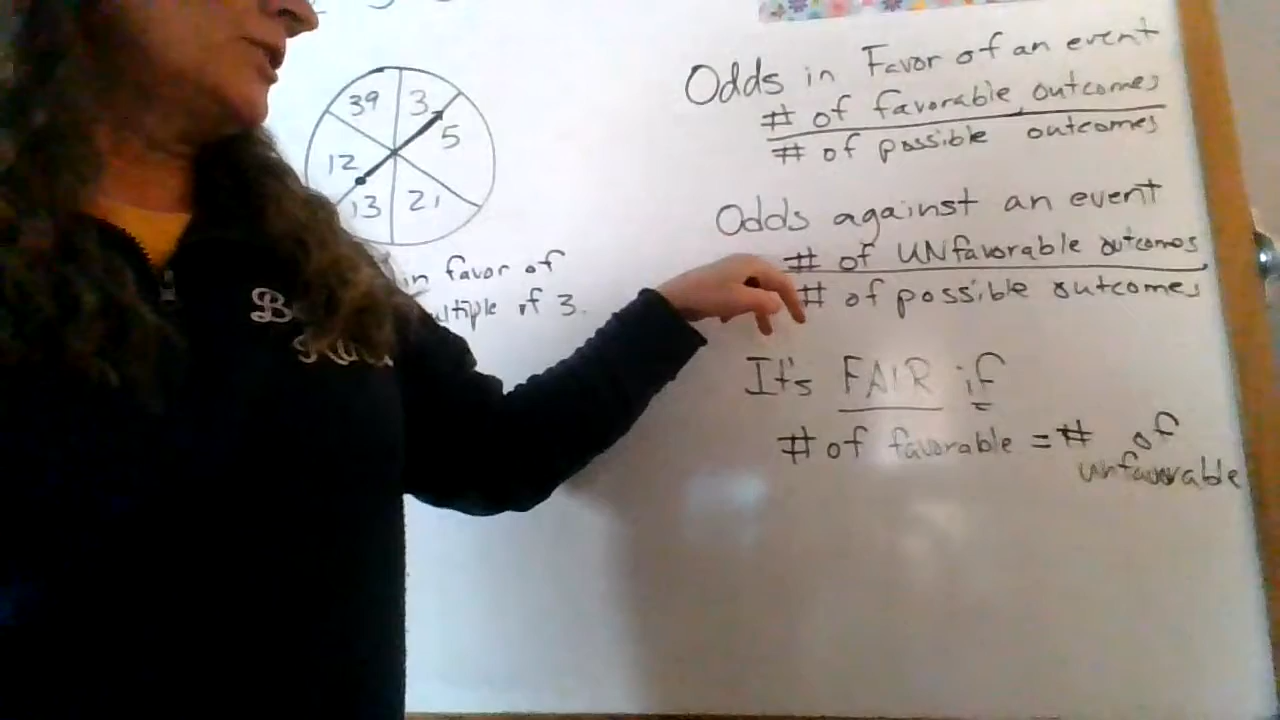 39
3
5
12
13
21
in favor of
of 3.
Odds in Favor of an event
# of favorable outcomes
# of possible outcomes
Odds against an event
# of UNfavorable outcomes
# of possible outcomes
It's FAIR if
# of favorable = # of
unfavorable